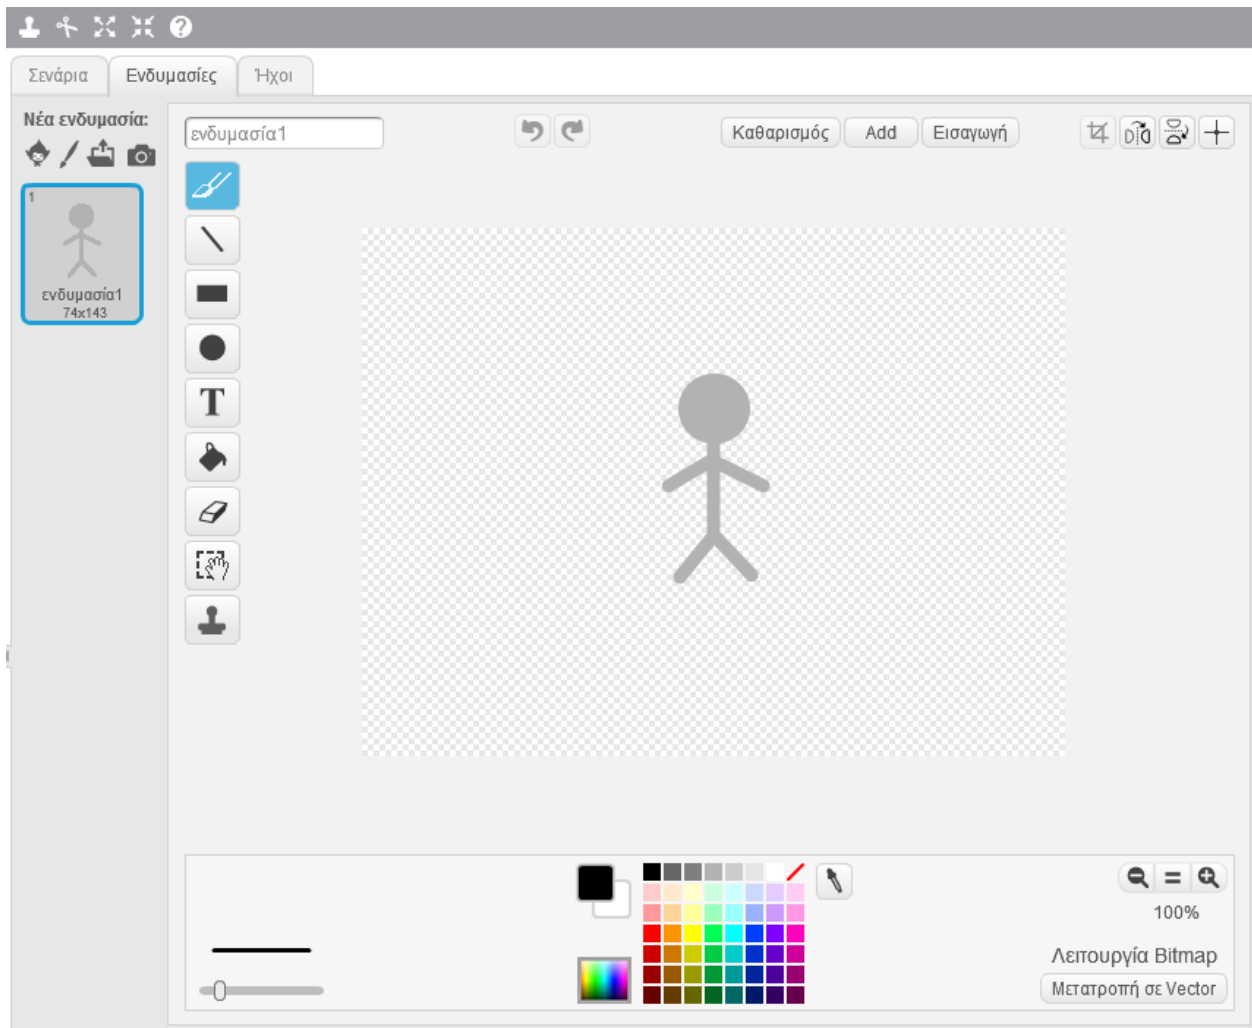 Σενάρια
Ενδυμασίες
Ήχοι
Νέα ενδυμασία:
ενδυμασία1
Καθαρισμός
Add
Εισαγωγή
1
ενδυμασία1
74x143
T
100%
Λειτουργία Bitmap
Μετατροπή σε Vector